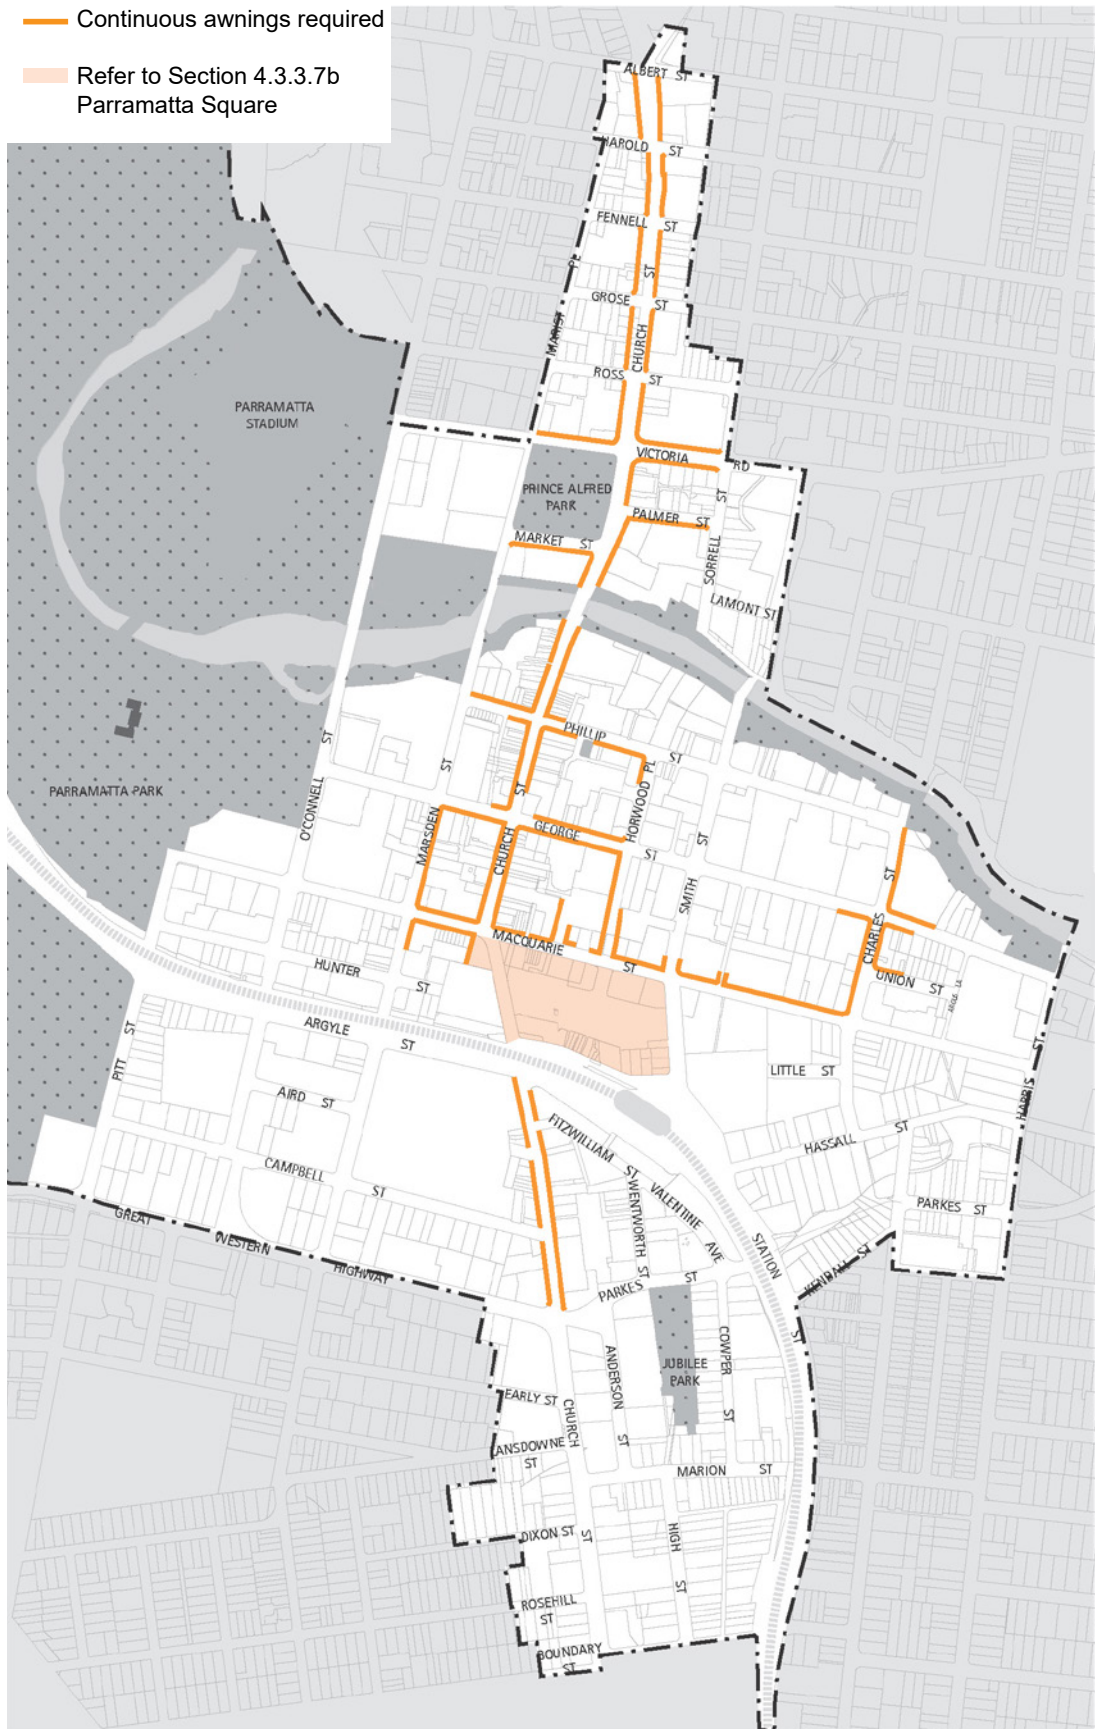 Continuous awnings required
Refer to Section 4.3.3.7b
Parramatta Square
ALBERT ST
HAROLD ST
FENNELL ST
ST
PL
GROSE ST
MARIST
CHURCH
ROSS ST
PARRAMATTA
STADIUM
VICTORIA RD
PRINCE ALFRED
PARK
ST
PALMER ST
MARKET ST
SORRELL
LAMONT ST
PHILLIP ST
ST
ST
ST
PARRAMATTA PARK
O'CONNELL
HORWOOD PL
MARSDEN
CHURCH
GEORGE ST
ST
SMITH
ST
CHARLES
MACQUARIE ST
HUNTER ST
UNION ST
ARGYLE ST
PITT ST
LITTLE ST
HARRIS ST
AIRD ST
FITZWILLIAM ST
HASSALL ST
CAMPBELL ST
WENTWORTH ST
VALENTINE AVE
PARKES ST
GREAT WESTERN HIGHWAY
STATION ST
KENDALL ST
PARKES ST
ANDERSON ST
COWPER ST
JUBILEE
PARK
EARLY ST
CHURCH ST
LANSDOWNE
ST
MARION ST
DIXON ST
HIGH ST
ROSEHILL
ST
BOUNDARY
ST